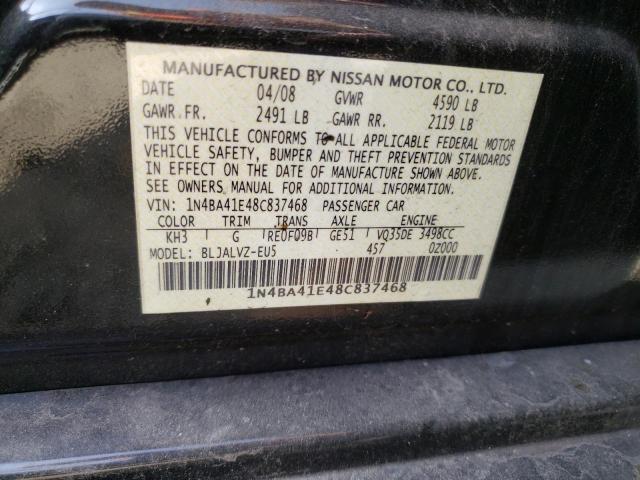 MANUFACTURED BY NISSAN MOTOR CO., LTD.
DATE 04/08 GVWR 4590 LB
GAWR FR. 2491 LB GAWR RR. 2119 LB
THIS VEHICLE CONFORMS TO ALL APPLICABLE FEDERAL MOTOR
VEHICLE SAFETY, BUMPER AND THEFT PREVENTION STANDARDS
IN EFFECT ON THE DATE OF MANUFACTURE SHOWN ABOVE.
SEE OWNERS MANUAL FOR ADDITIONAL INFORMATION.
VIN: 1N4BA41E48C837468 PASSENGER CAR
COLOR TRIM TRANS AXLE ENGINE
KH3 G RE0F09B GE51 VQ35DE 3498CC
MODEL: BLJALVZ-EU5 457 02000
1N4BA41E48C837468